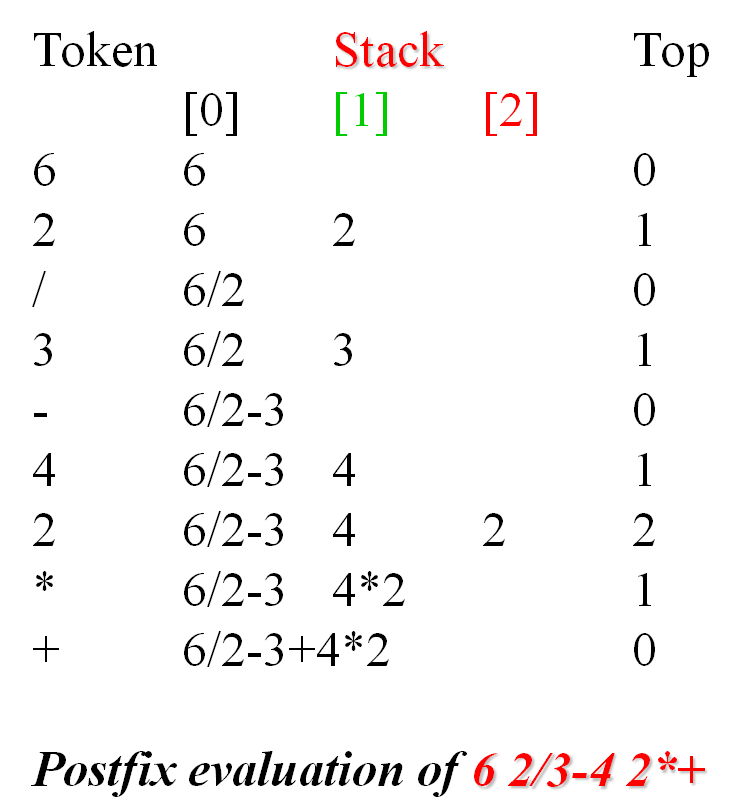 Token Stack Top
[0] [1] [2]
6 6 0
2 6 2 1
/ 6/2 0
3 6/2 3 1
- 6/2-3 0
4 6/2-3 4 1
2 6/2-3 4 2 2
* 6/2-3 4*2 1
+ 6/2-3+4*2 0
Postfix evaluation of 6 2/3-4 2*+